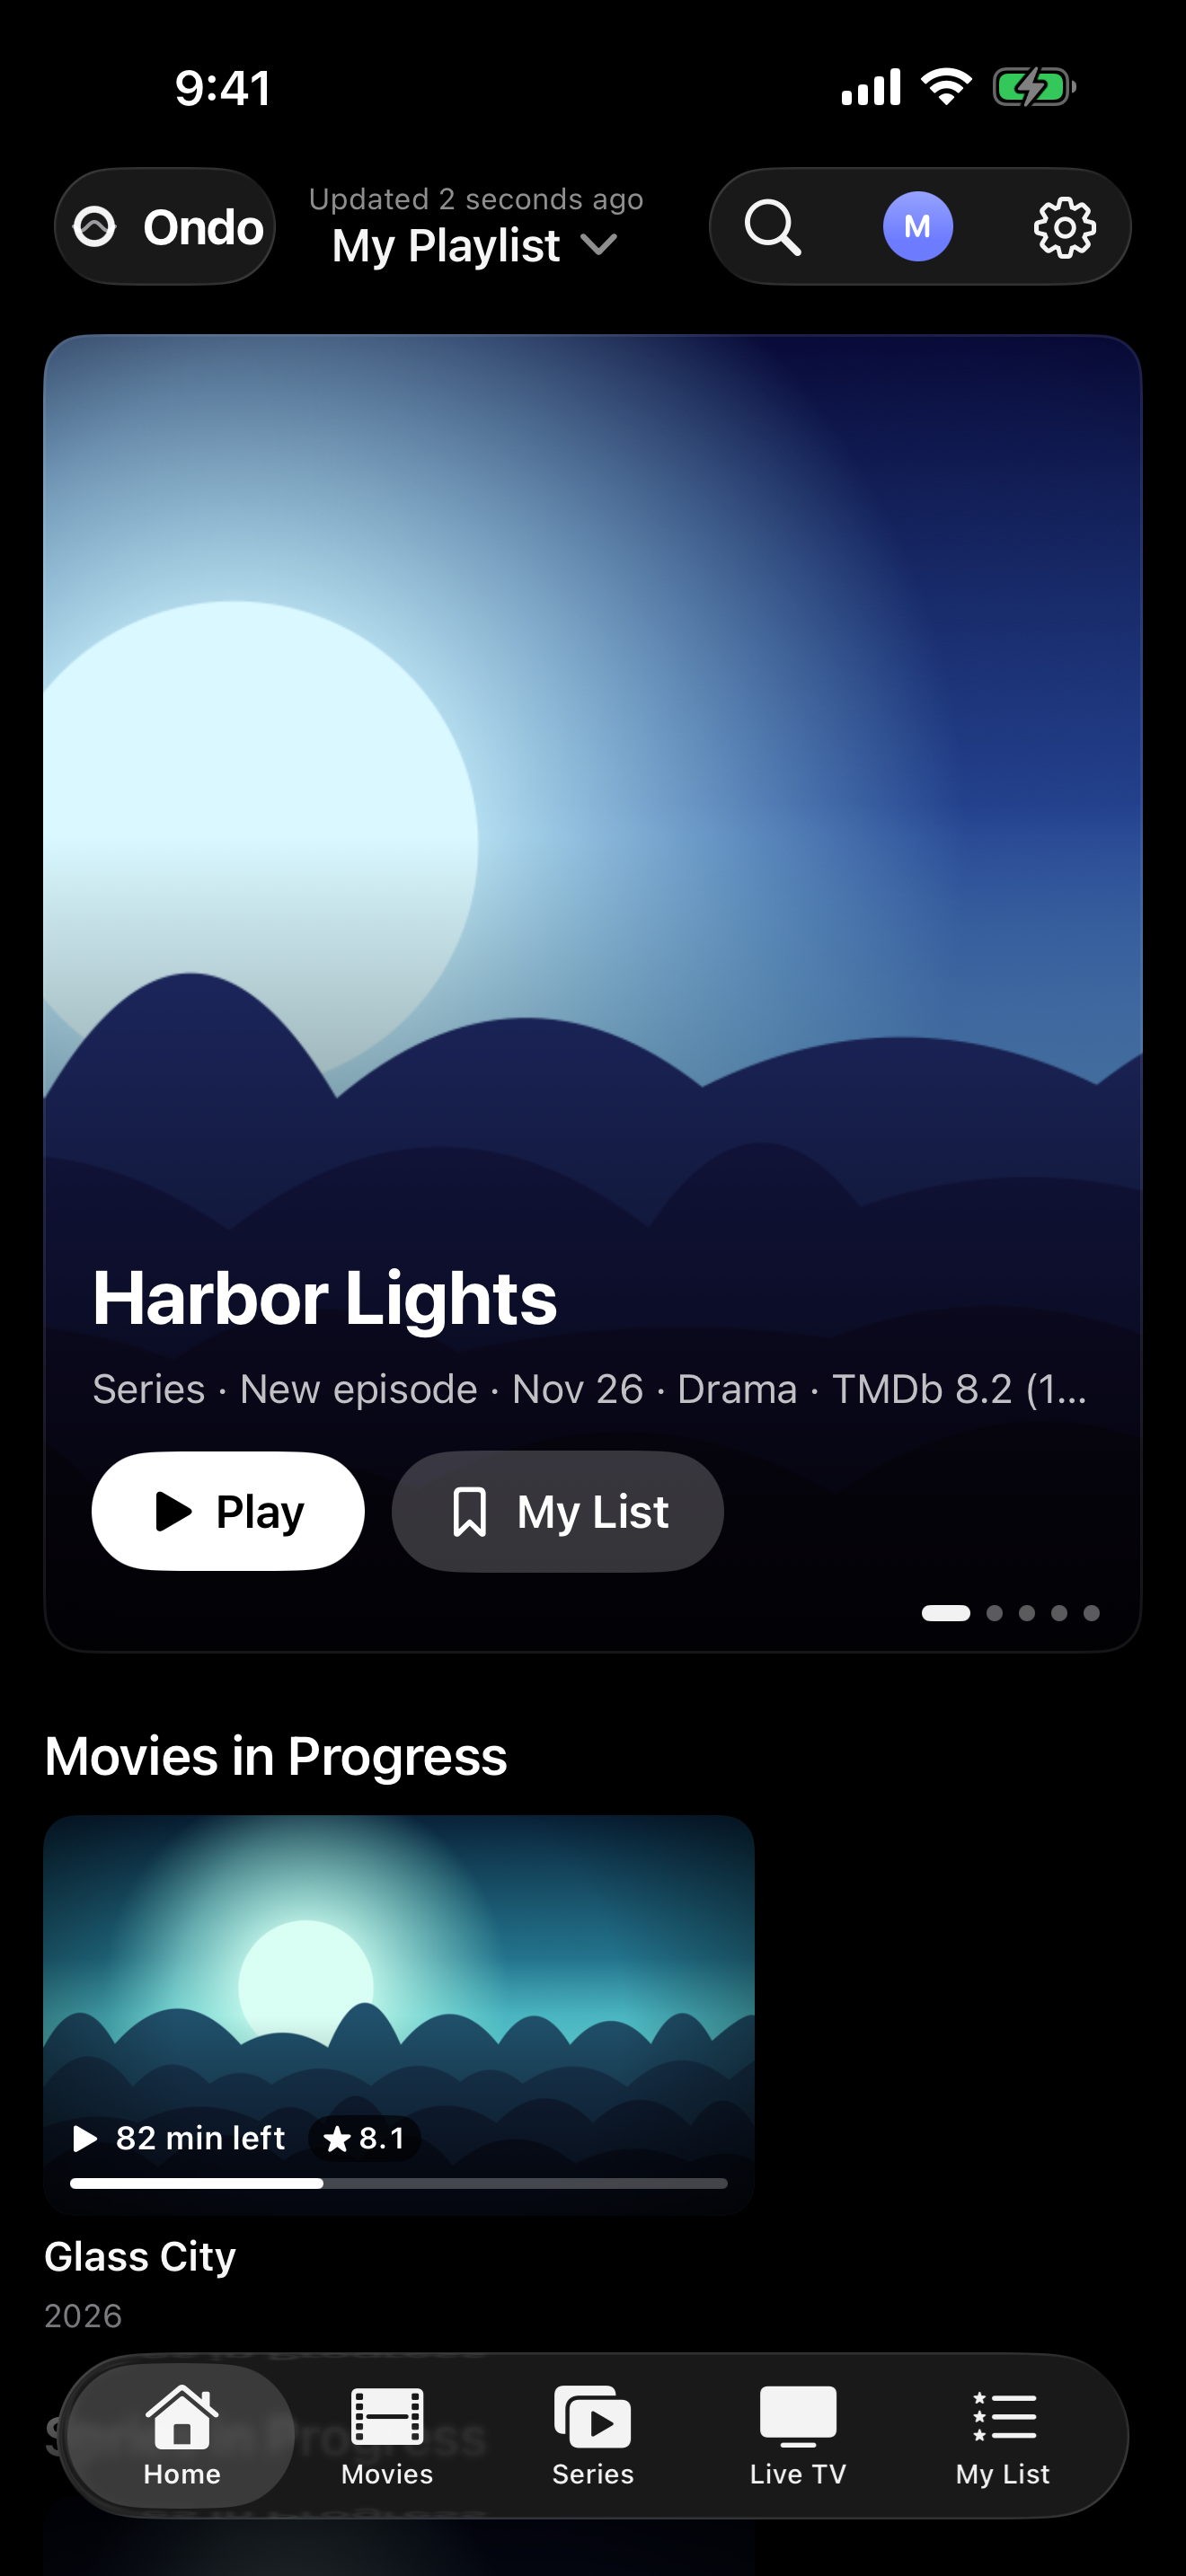 9:41
Ondo
Updated 2 seconds ago
My Playlist
M
Harbor Lights
Series · New episode · Nov 26 · Drama · TMDb 8.2 (1...
Play
My List
Movies in Progress
82 min left
8.1
Glass City
2026
Home
Movies
Series
Live TV
My List